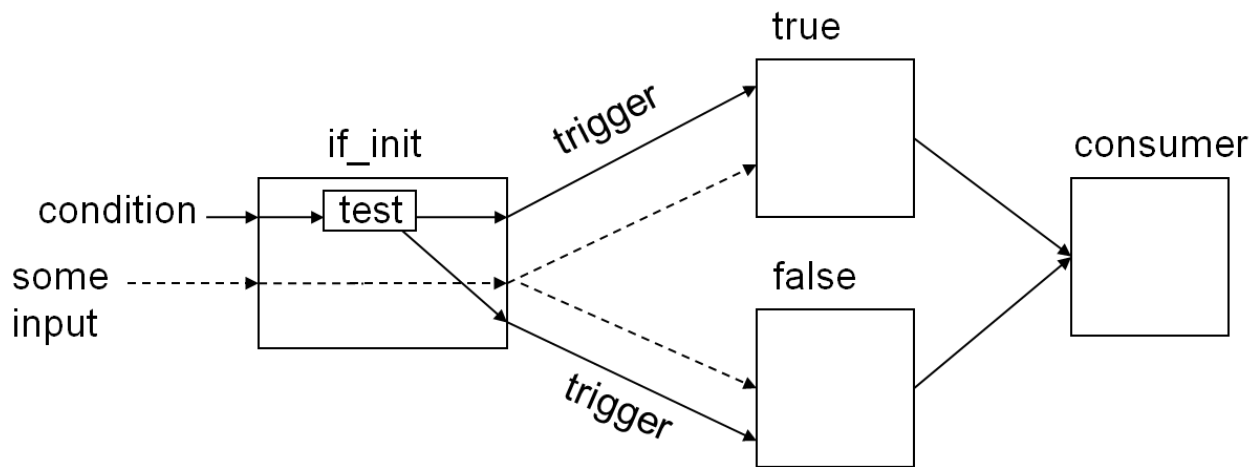 true
trigger
if_init
consumer
condition
test
some
input
false
trigger